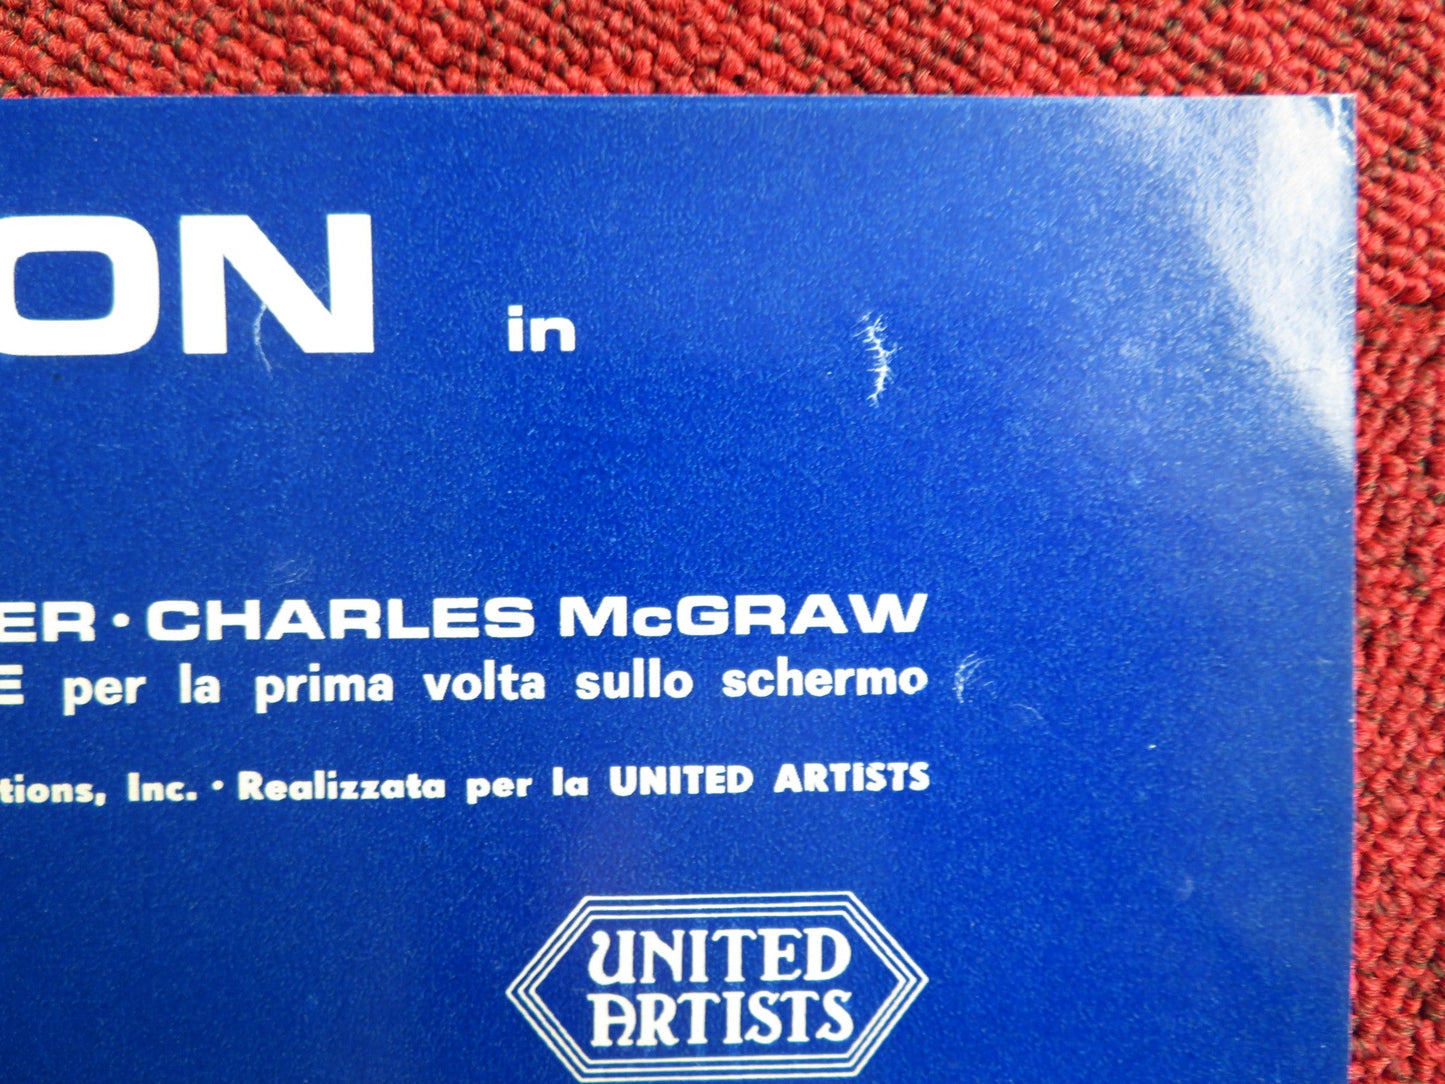 ON in
ER · CHARLES McGRAW
E per la prima volta sullo schermo
tions, Inc. · Realizzata per la UNITED ARTISTS
UNITED
ARTISTS